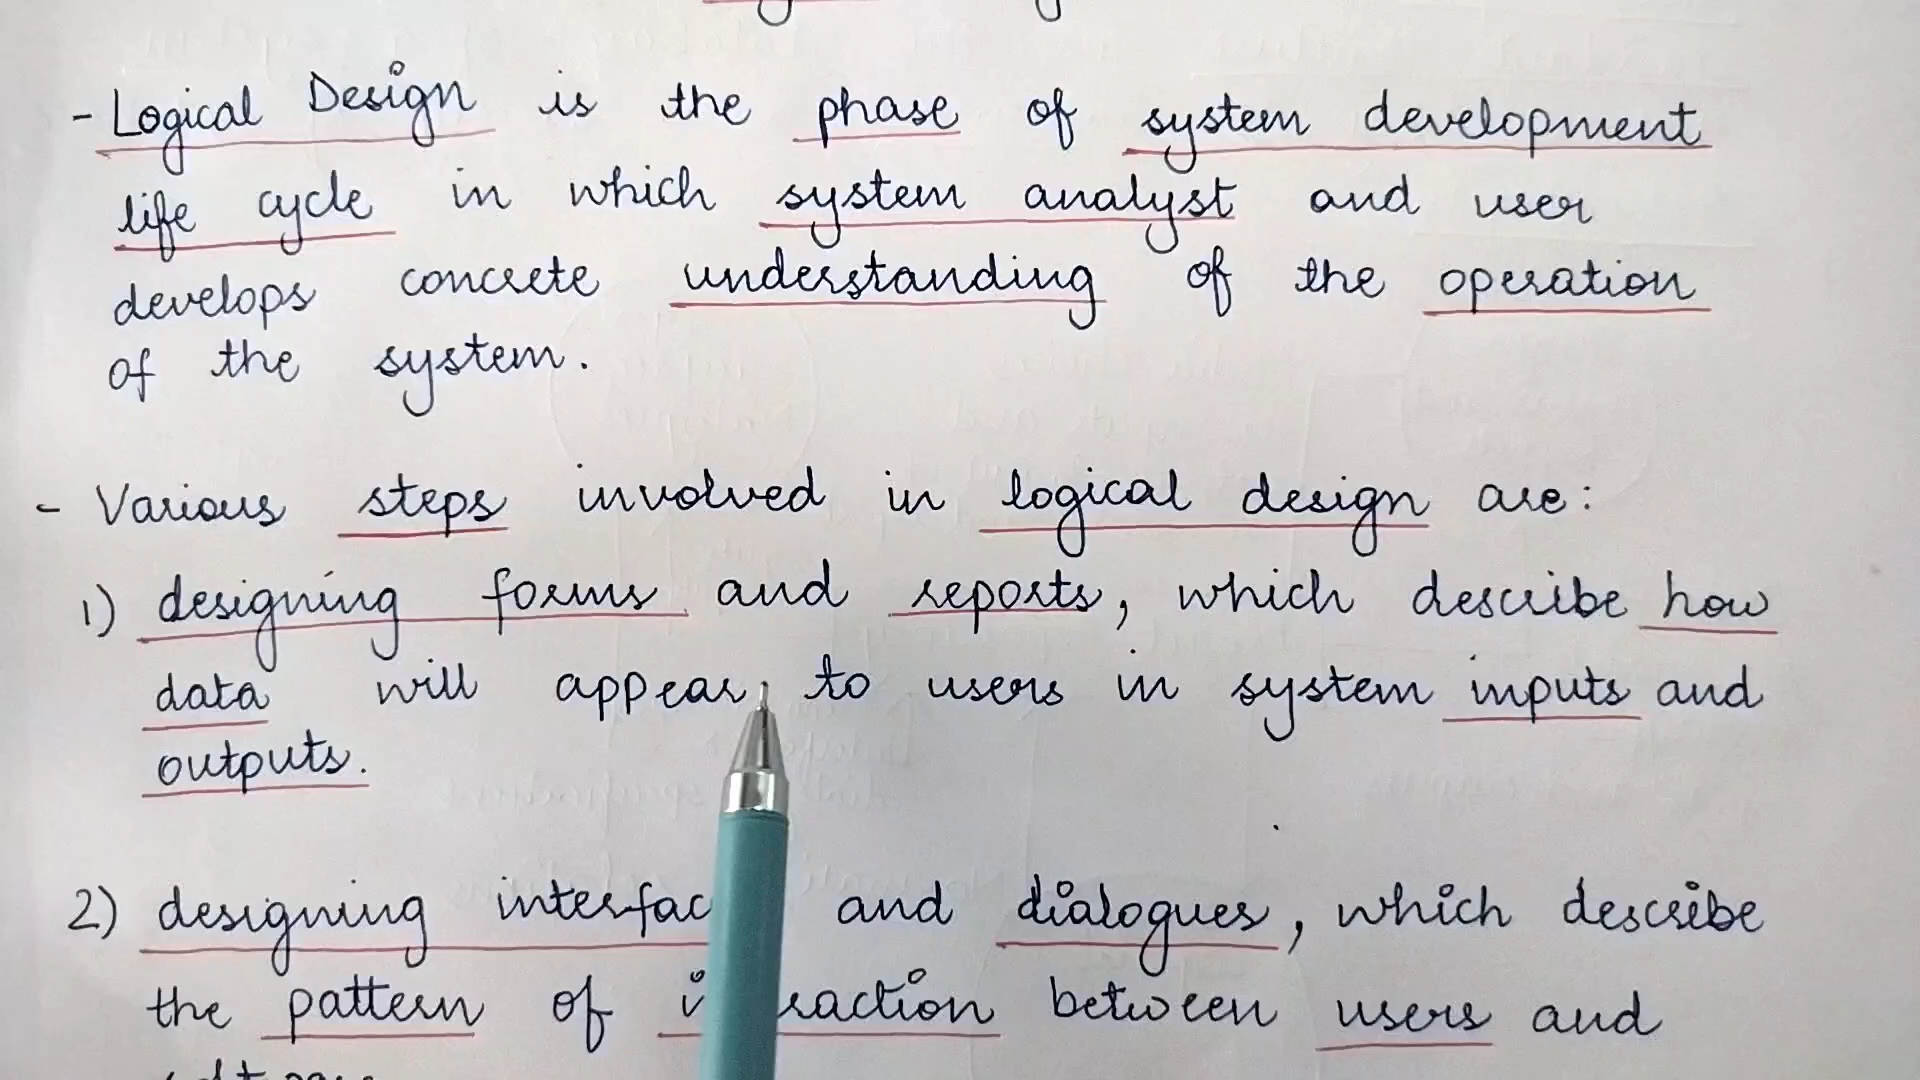 - Logical Design is the phase of system development
life cycle in which system analyst and user
develops concrete understanding of the operation
of the system.
- Various steps involved in logical design are:
1) designing forms and reports, which describe how
data will appear to users in system inputs and
outputs.
2) designing and dialogues, which describe
the pattern of between users and